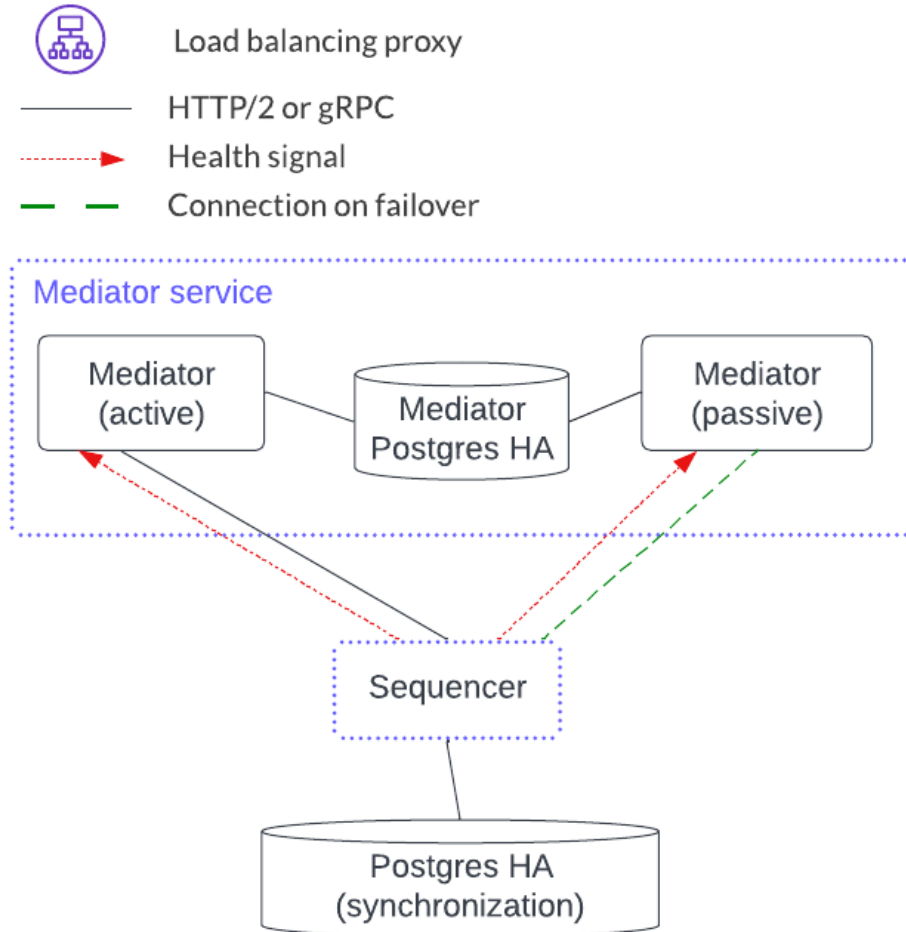 Load balancing proxy
HTTP/2 or gRPC
Health signal
Connection on failover
Mediator service
Mediator
(active)
Mediator
Postgres HA
Mediator
(passive)
Sequencer
Postgres HA
(synchronization)